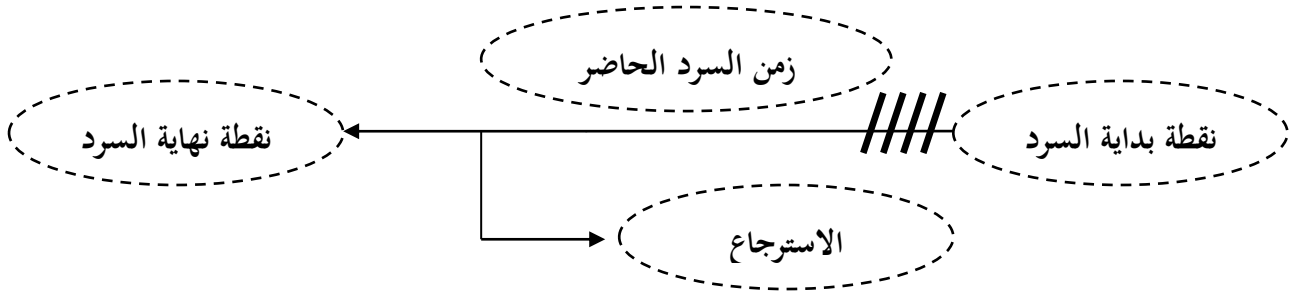 زمن السرد الحاضر
نقطة بداية السرد
نقطة نهاية السرد
الاسترجاع